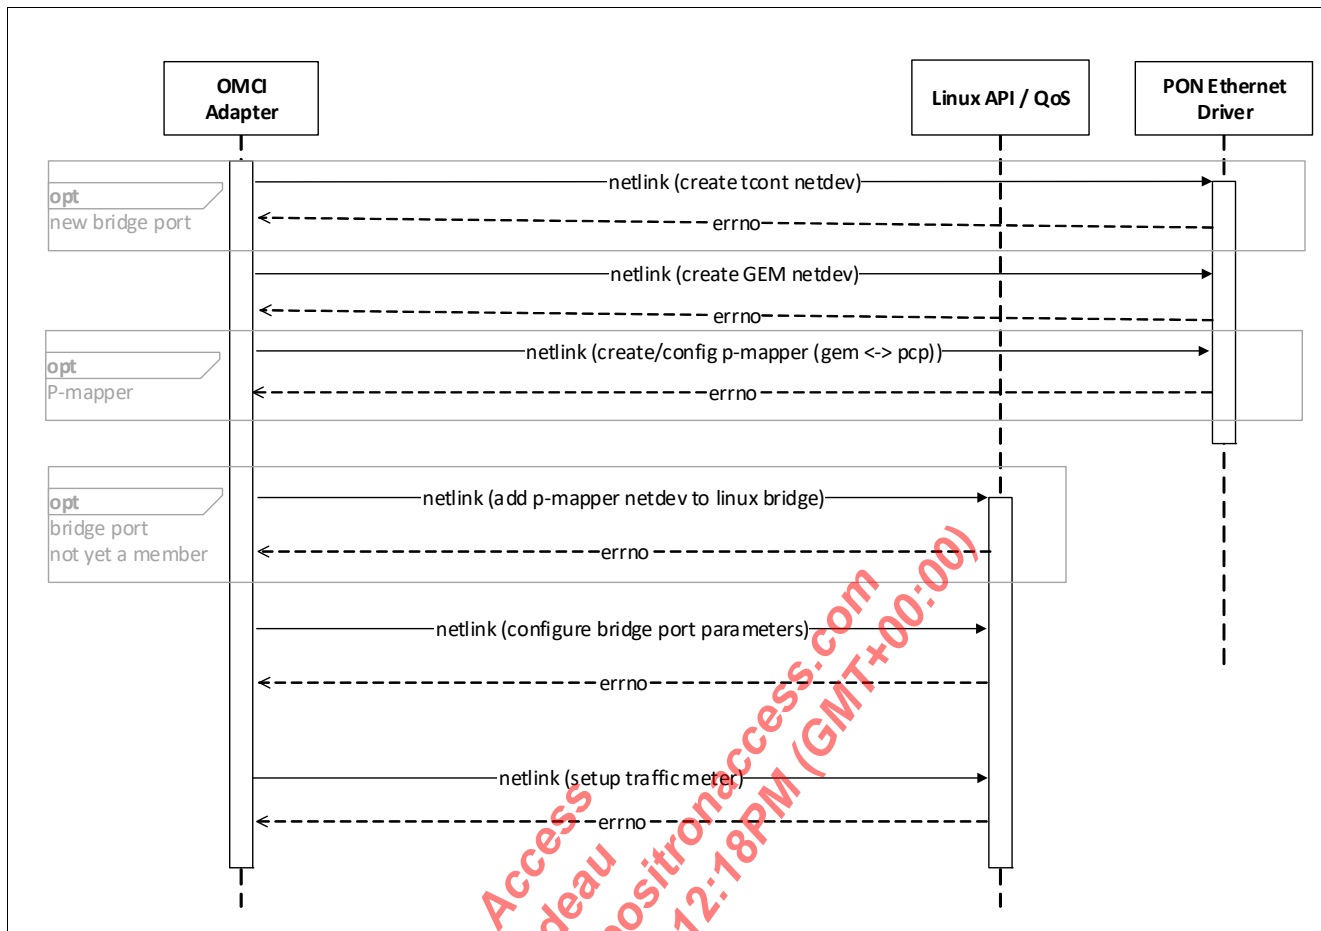 OMCI
Adapter
Linux API / QoS
PON Ethernet
Driver
opt
new bridge port
netlink (create tcont netdev)
errno
netlink (create GEM netdev)
errno
opt
P-mapper
netlink (create/config p-mapper (gem <-> pcp))
errno
opt
bridge port
not yet a member
netlink (add p-mapper netdev to linux bridge)
errno
netlink (configure bridge port parameters)
errno
netlink (setup traffic meter)
errno
Access
deau
positronaccess.com
12:18PM (GMT+00:00)